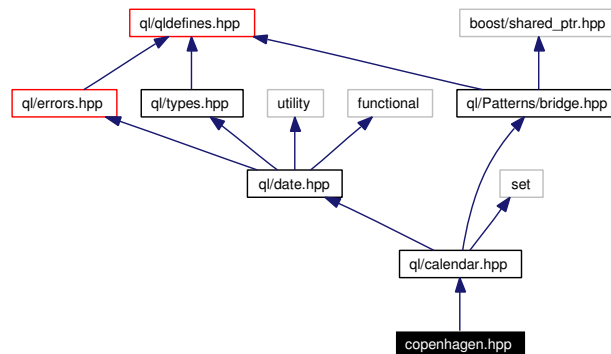 ql/qldefines.hpp
boost/shared_ptr.hpp
ql/errors.hpp
ql/types.hpp
utility
functional
ql/Patterns/bridge.hpp
ql/date.hpp
set
ql/calendar.hpp
copenhagen.hpp